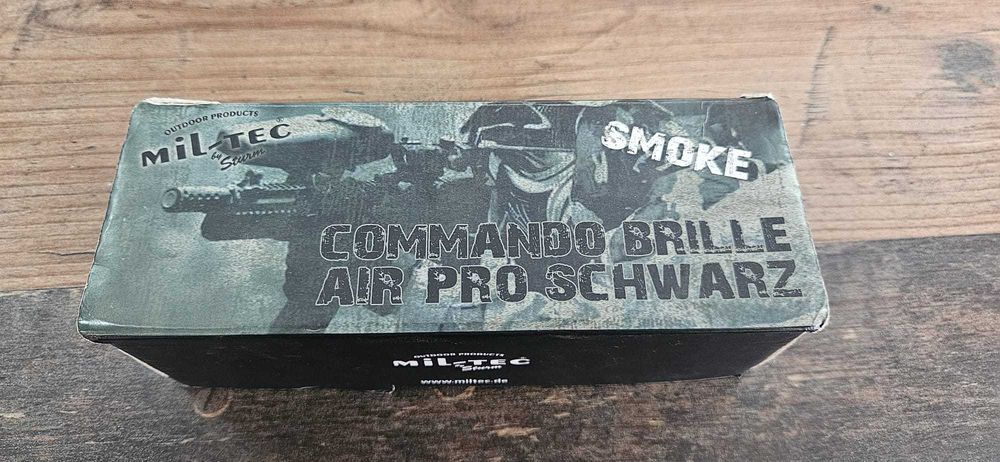 OUTDOOR PRODUCTS
MiL-TEC®
by Sturm
SMOKE
COMMANDO BRILLE
AIR PRO SCHWARZ
OUTDOOR PRODUCTS
MiL-TEC
by Sturm
www.miltec.de